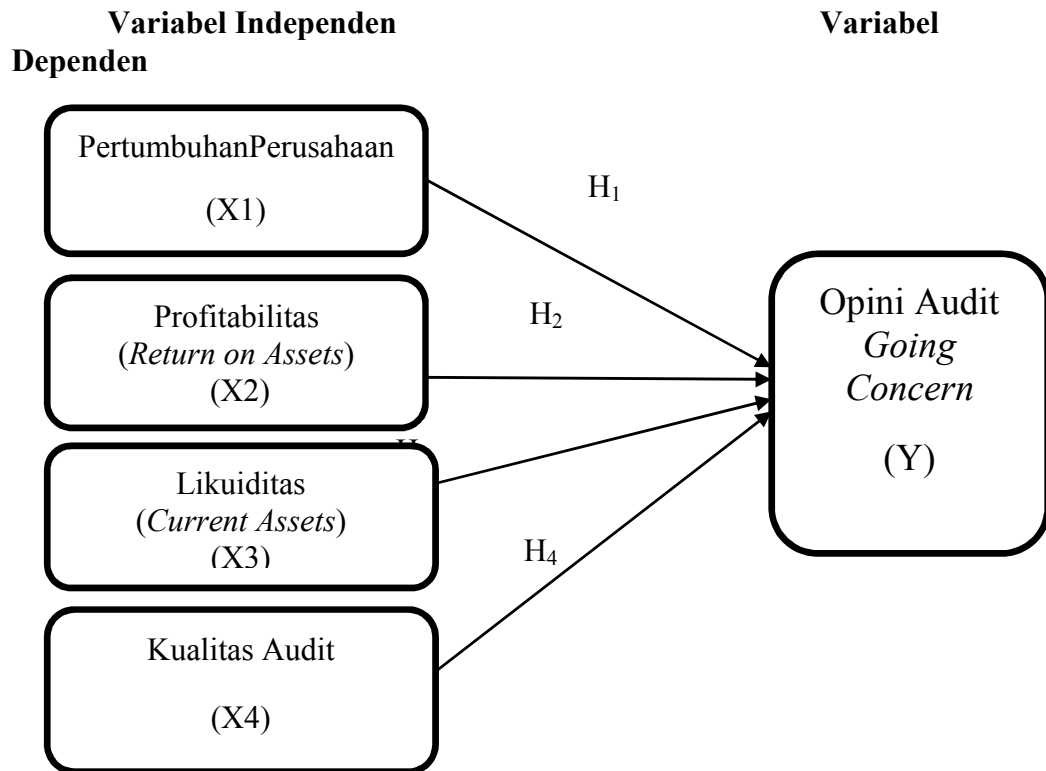 Variabel Independen Variabel
Dependen
PertumbuhanPerusahaan
(X1)
H₁
Profitabilitas
(Return on Assets)
(X2)
H₂
Likuiditas
(Current Assets)
(X3)
H₄
Kualitas Audit
(X4)
Opini Audit
Going
Concern
(Y)